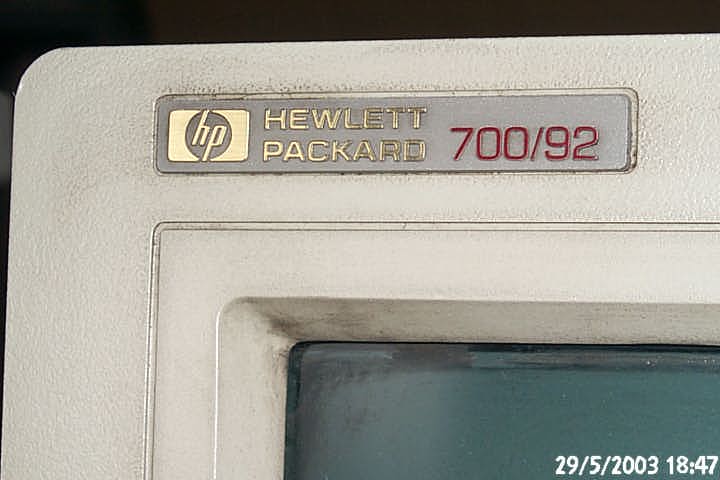 hp HEWLETT
PACKARD 700/92
29/5/2003 18:47